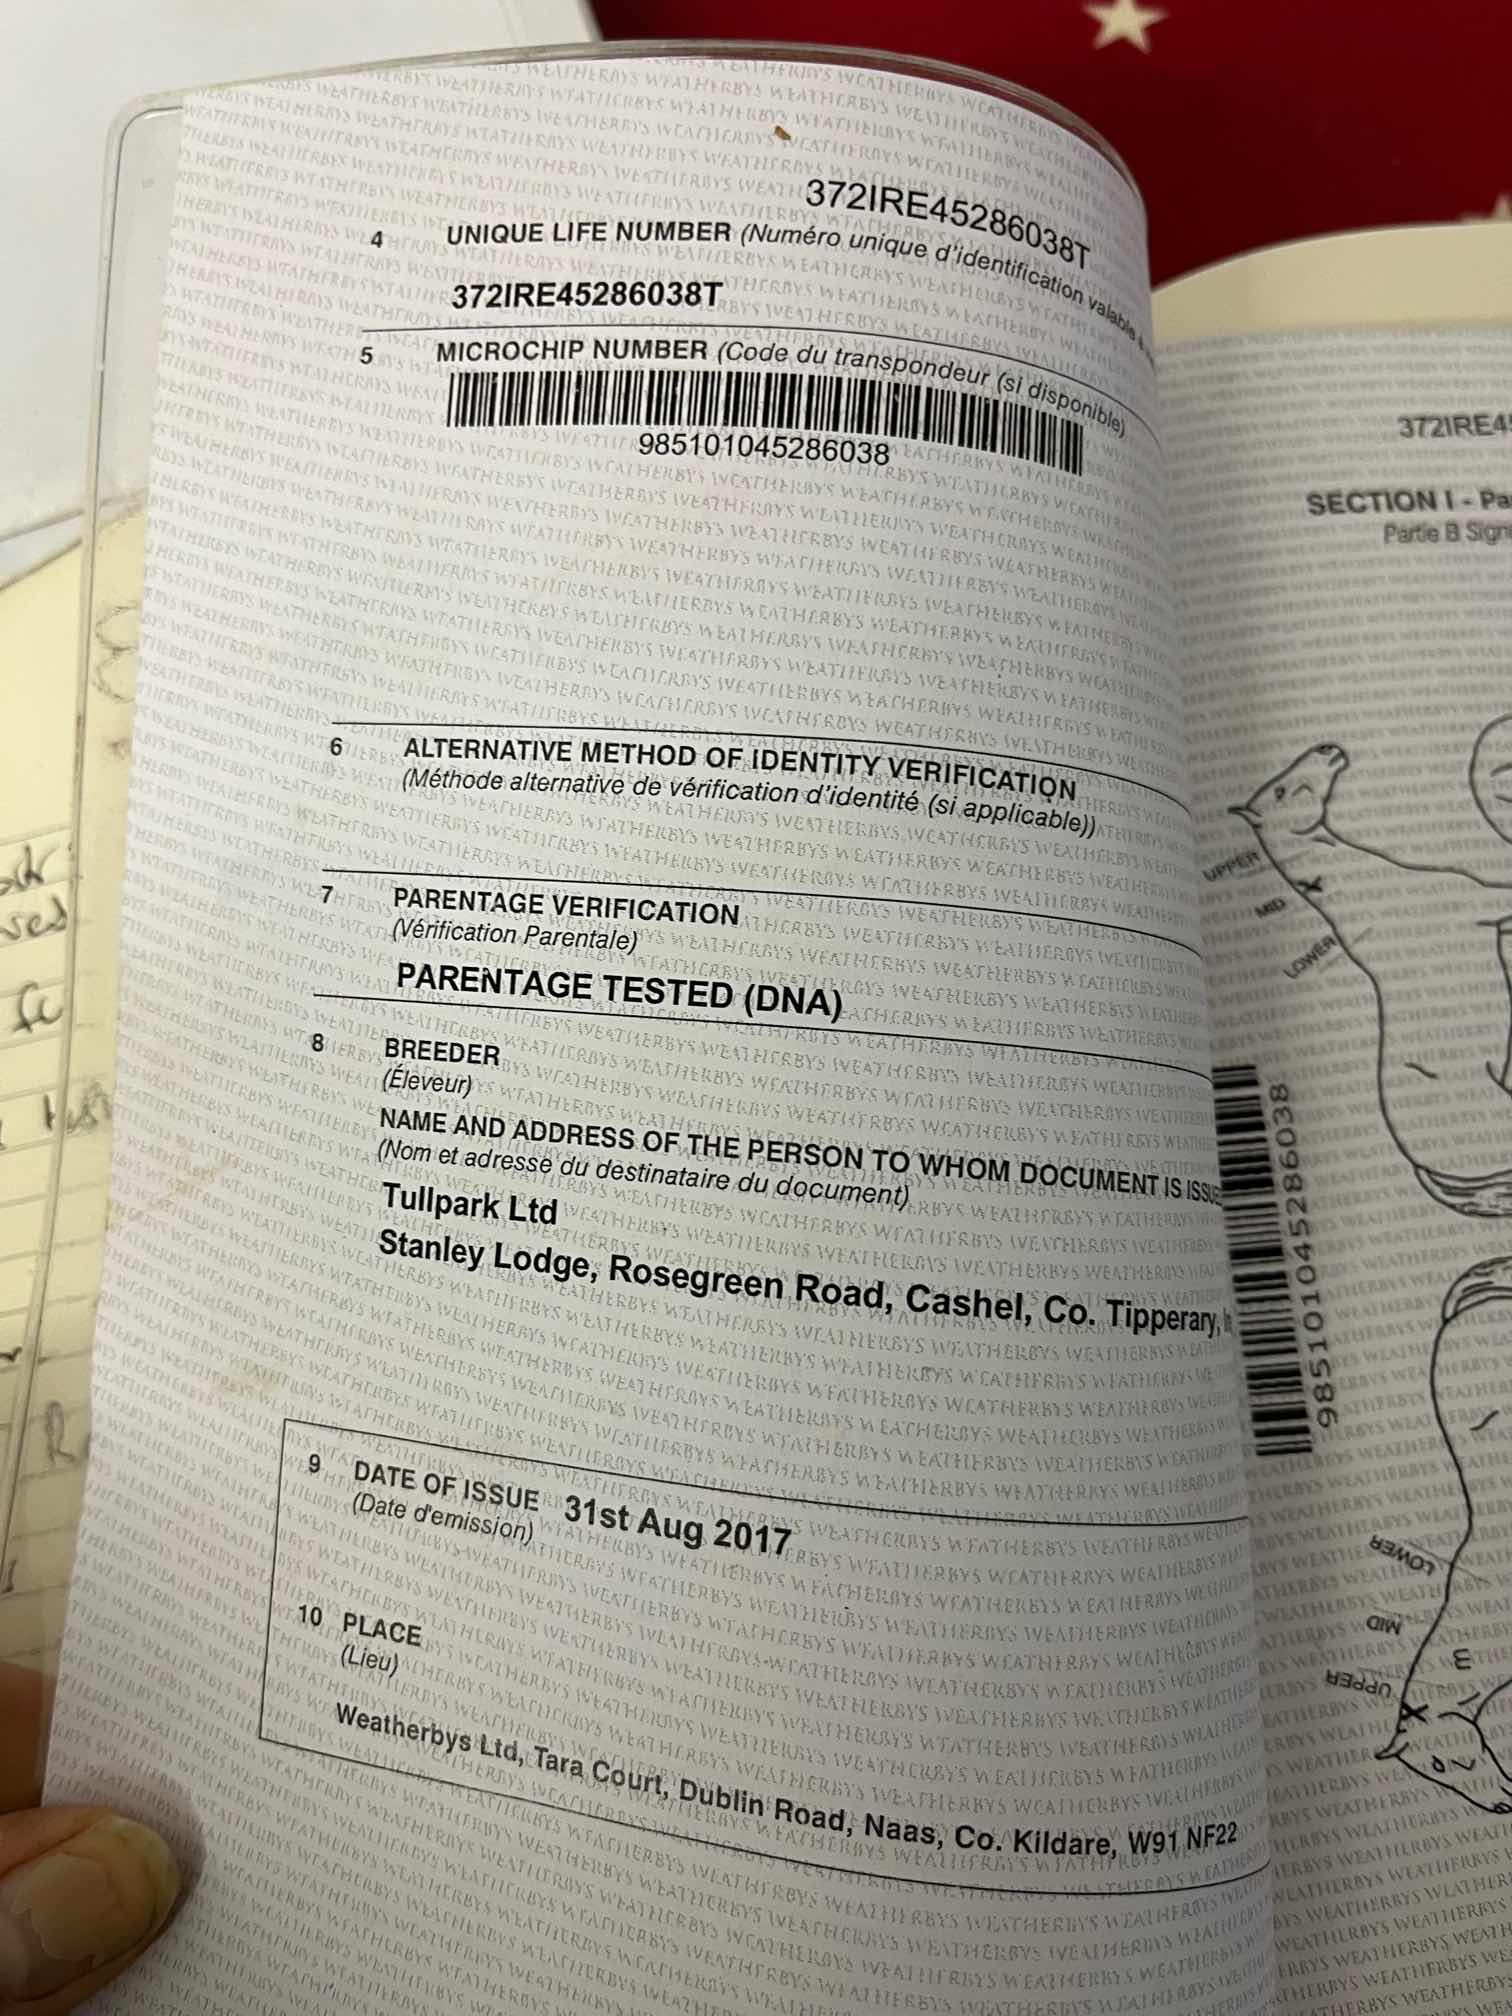 372IRE45286038T
4 UNIQUE LIFE NUMBER (Numéro unique d'identification valable
372IRE45286038T
5 MICROCHIP NUMBER (Code du transpondeur (si disponible)
985101045286038
6 ALTERNATIVE METHOD OF IDENTITY VERIFICATION
(Méthode alternative de vérification d'identité (si applicable))
7 PARENTAGE VERIFICATION
(Vérification Parentale)
PARENTAGE TESTED (DNA)
8 BREEDER
(Éleveur)
NAME AND ADDRESS OF THE PERSON TO WHOM DOCUMENT IS ISSUE
(Nom et adresse du destinataire du document)
Tullpark Ltd
Stanley Lodge, Rosegreen Road, Cashel, Co. Tipperary,
9 DATE OF ISSUE 31st Aug 2017
(Date d'emission)
10 PLACE
(Lieu)
Weatherbys Ltd, Tara Court, Dublin Road, Naas, Co. Kildare, W91 NF22
372IRE4
SECTION I - Pa
Partie B Sign
UPPER
MID
LOWER
985101045286038
LOWER
MID
UPPER
WEATHERBYS